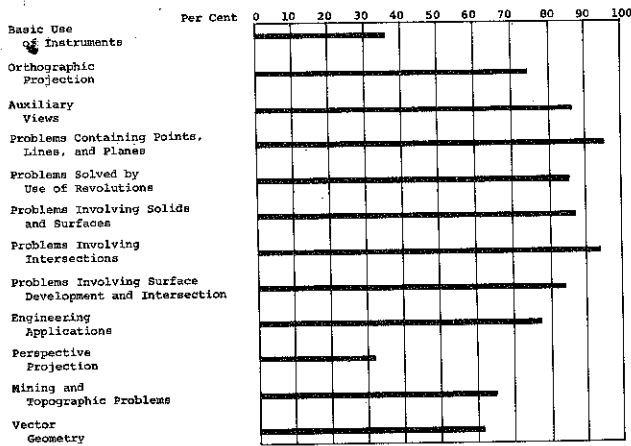 Per Cent 0 10 20 30 40 50 60 70 80 90 100
Basic Use
of Instruments
Orthographic
Projection
Auxiliary
Views
Problems Containing Points,
Lines, and Planes
Problems Solved by
Use of Revolutions
Problems Involving Solids
and Surfaces
Problems Involving
Intersections
Problems Involving Surface
Development and Intersection
Engineering
Applications
Perspective
Projection
Mining and
Topographic Problems
Vector
Geometry